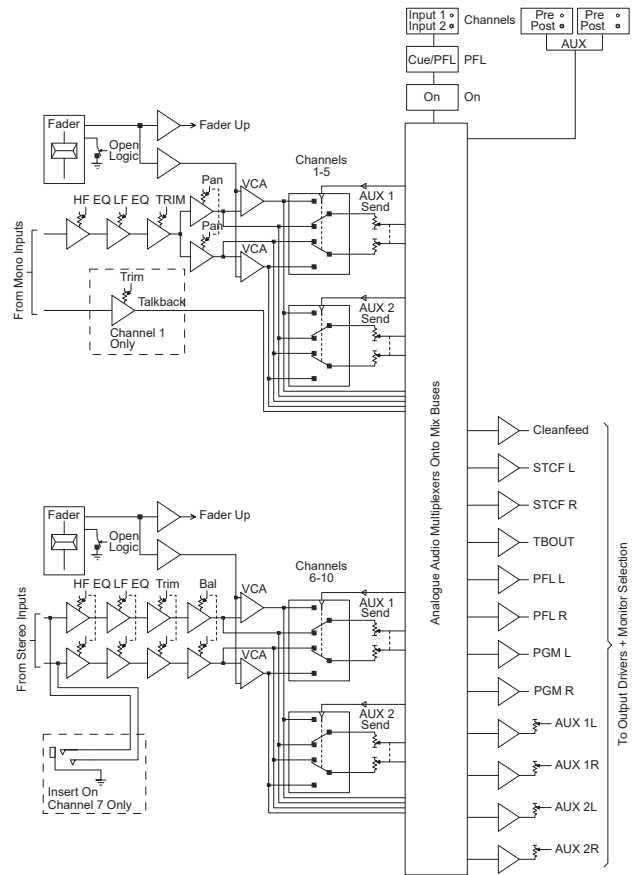 Input 1
Input 2
Channels
Pre
Post
Pre
Post
AUX
Cue/PFL
PFL
On
On
Fader
Open
Logic
Fader Up
Channels
1-5
VCA
Pan
HF EQ
LF EQ
TRIM
Pan
VCA
AUX 1
Send
From Mono Inputs
Trim
Talkback
Channel 1
Only
AUX 2
Send
Analogue Audio Multiplexers Onto Mix Buses
Cleanfeed
STCF L
STCF R
TBOUT
PFL L
PFL R
PGM L
PGM R
AUX 1L
AUX 1R
AUX 2L
AUX 2R
To Output Drivers + Monitor Selection
Fader
Open
Logic
Fader Up
Channels
6-10
HF EQ
LF EQ
Trim
Bal
VCA
VCA
AUX 1
Send
From Stereo Inputs
AUX 2
Send
Insert On
Channel 7 Only